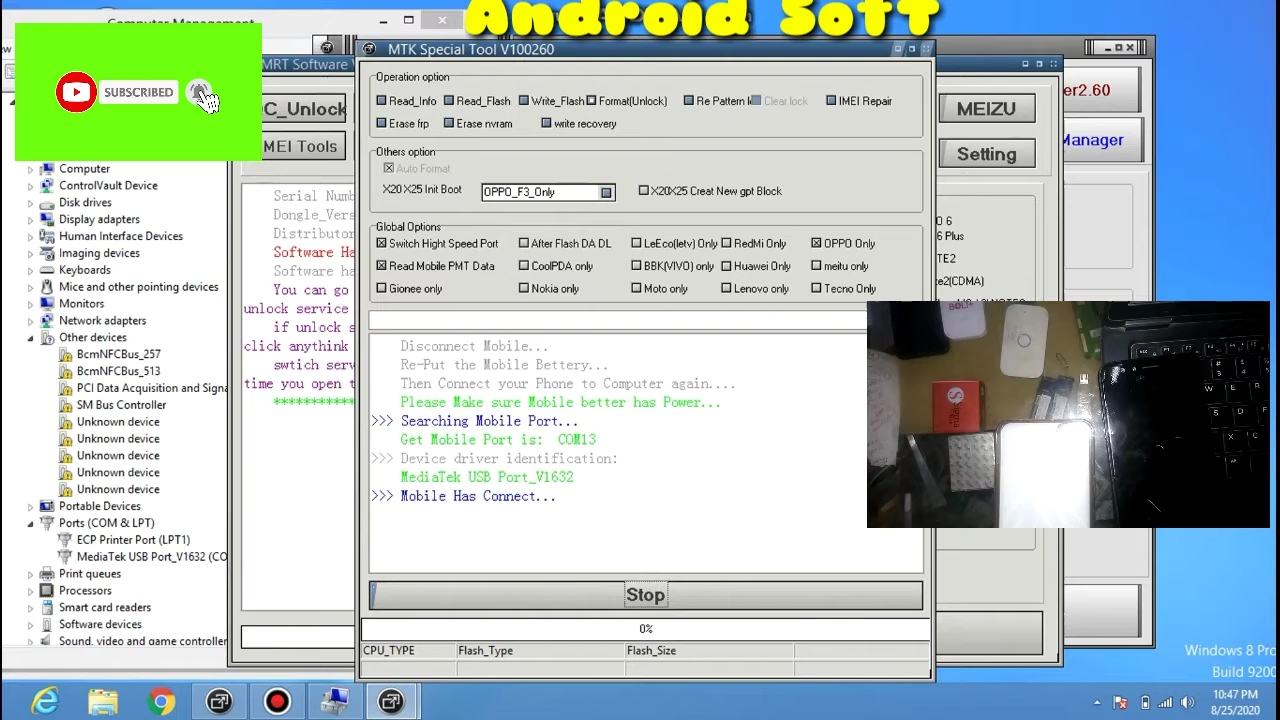 Android Soft
Computer Management
SUBSCRIBED
Computer
ControlVault Device
Disk drives
Display adapters
Human Interface Devices
Imaging devices
Keyboards
Mice and other pointing devices
Monitors
Network adapters
Other devices
BcmNFCBus_257
BcmNFCBus_513
PCI Data Acquisition and Signa
SM Bus Controller
Unknown device
Unknown device
Unknown device
Unknown device
Unknown device
Portable Devices
Ports (COM & LPT)
ECP Printer Port (LPT1)
MediaTek USB Port_V1632 (CO
Print queues
Processors
Smart card readers
Software devices
Sound, video and game controller
MRT Software
C_Unlock
MEI Tools
Serial Numb
Dongle_Vers
Distributor
Software Ha
Software ha
You can go
unlock service
if unlock s
click anythink
swtich serv
time you open t
***********
MTK Special Tool V100260
Operation option
Read_Info Read_Flash Write_Flash Format(Unlock) Re Pattern l Clear lock IMEI Repair
Erase frp Erase nvram write recovery
Others option
Auto Format
X20 X25 Init Boot OPPO_F3_Only X20X25 Creat New gpt Block
Global Options
Switch Hight Speed Port After Flash DA DL LeEco(letv) Only RedMi Only OPPO Only
Read Mobile PMT Data CoolPDA only BBK(VIVO) only Huawei Only meitu only
Gionee only Nokia only Moto only Lenovo only Tecno Only
Disconnect Mobile...
Re-Put the Mobile Bettery...
Then Connect your Phone to Computer again....
Please Make sure Mobile better has Power...
>>> Searching Mobile Port...
Get Mobile Port is: COM13
>>> Device driver identification:
MediaTek USB Port_V1632
>>> Mobile Has Connect...
Stop
0%
CPU_TYPE Flash_Type Flash_Size
MEIZU
Setting
er2.60
Manager
O 6
6 Plus
TE2
e2(CDMA)
Windows 8 Pro
Build 9200
10:47 PM
8/25/2020